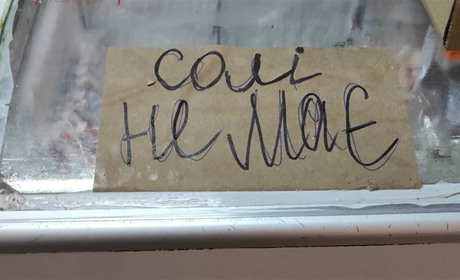 солі
не має